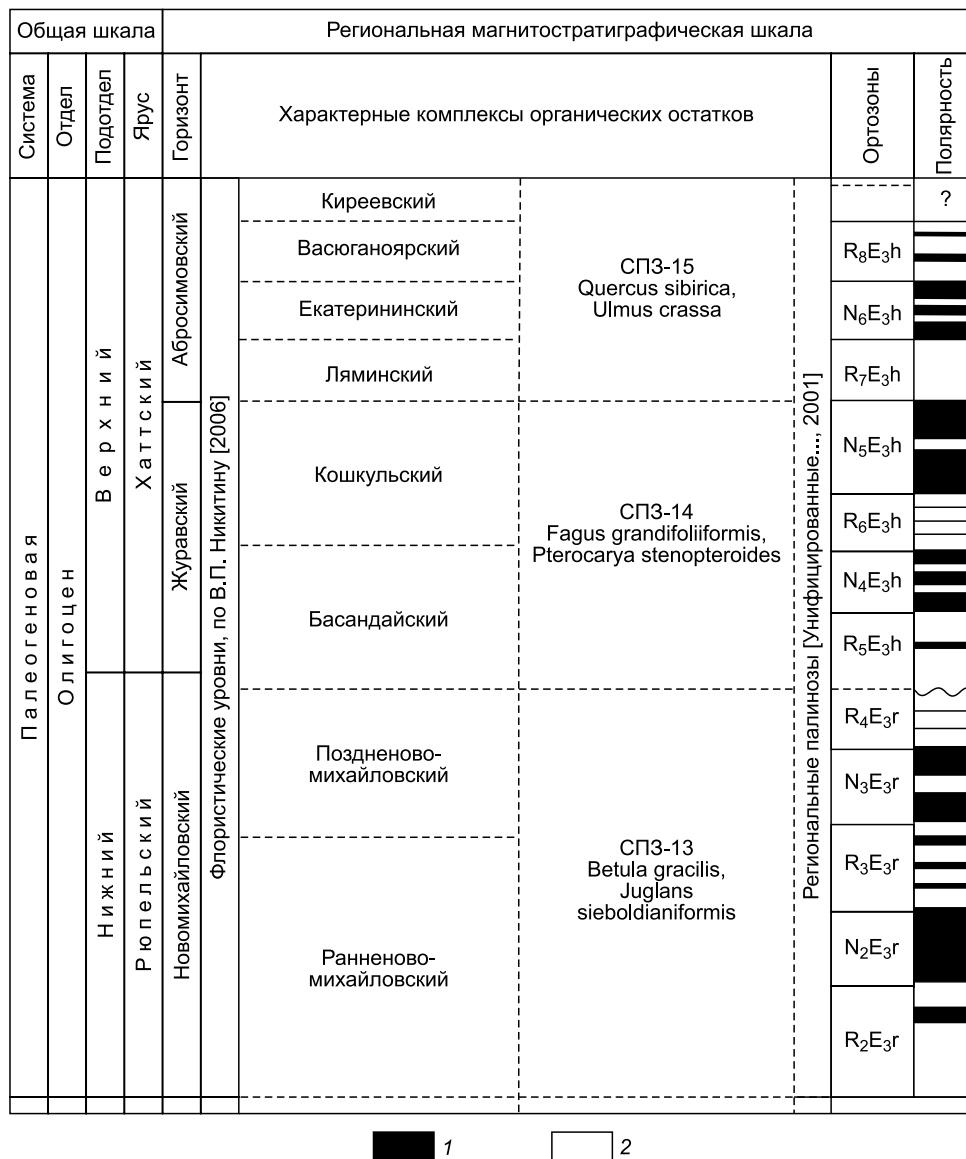 Общая шкала
Региональная магнитостратиграфическая шкала
Система
Отдел
Подотдел
Ярус
Горизонт
Характерные комплексы органических остатков
Ортозоны
Полярность
Палеогеновая
Олигоцен
Верхний
Нижний
Хаттский
Рюпельский
Абросимовский
Журавский
Новомихайловский
Флористические уровни, по В.П. Никитину [2006]
Киреевский
Васюганоярский
Екатерининский
Ляминский
Кошкульский
Басандайский
Поздненово-
михайловский
Ранненово-
михайловский
СПЗ-15
Quercus sibirica,
Ulmus crassa
СПЗ-14
Fagus grandifoliiformis,
Pterocarya stenopteroides
СПЗ-13
Betula gracilis,
Juglans
sieboldianiformis
Региональные палинозы [Унифицированные..., 2001]
R8E3h
N6E3h
R7E3h
N5E3h
R6E3h
N4E3h
R5E3h
R4E3r
N3E3r
R3E3r
N2E3r
R2E3r
?
1
2